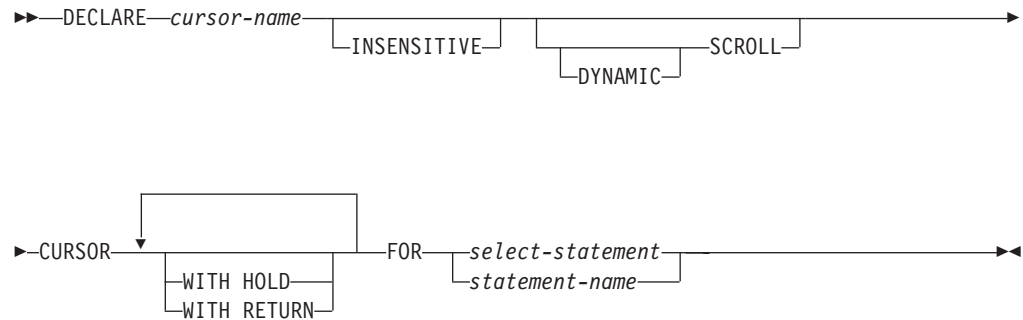 DECLARE cursor-name
INSENSITIVE
SCROLL
DYNAMIC
CURSOR FOR select-statement
WITH HOLD statement-name
WITH RETURN